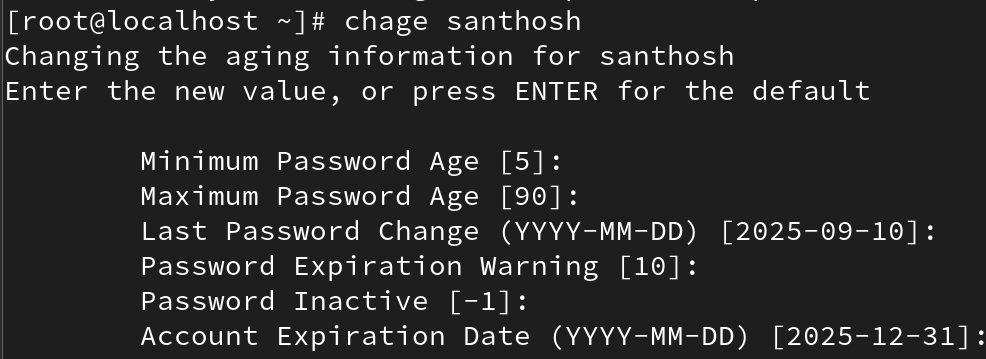 [root@localhost ~]# chage santhosh
Changing the aging information for santhosh
Enter the new value, or press ENTER for the default
Minimum Password Age [5]:
Maximum Password Age [90]:
Last Password Change (YYYY-MM-DD) [2025-09-10]:
Password Expiration Warning [10]:
Password Inactive [-1]:
Account Expiration Date (YYYY-MM-DD) [2025-12-31]: